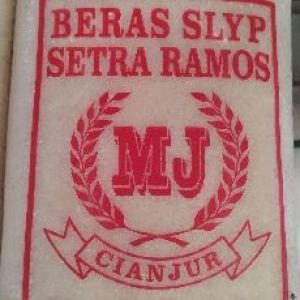 BERAS SLYP
SETRA RAMOS
MJ
CIANJUR